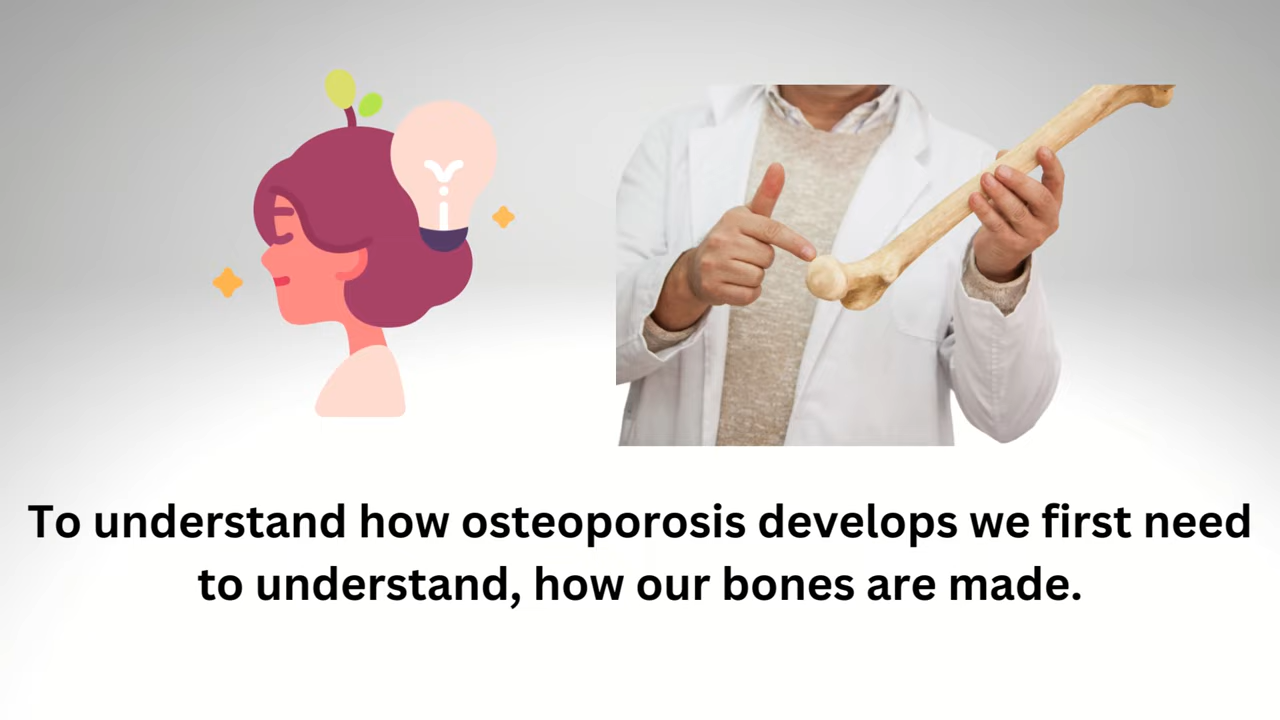 To understand how osteoporosis develops we first need
to understand, how our bones are made.